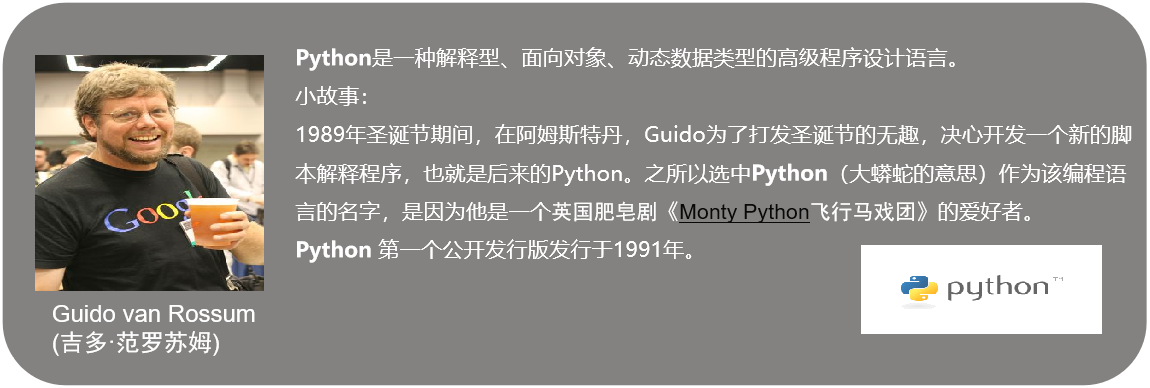 Python是一种解释型、面向对象、动态数据类型的高级程序设计语言。
小故事：
1989年圣诞节期间，在阿姆斯特丹，Guido为了打发圣诞节的无趣，决心开发一个新的脚
本解释程序，也就是后来的Python。之所以选中Python（大蟒蛇的意思）作为该编程语
言的名字，是因为他是一个英国肥皂剧《Monty Python飞行马戏团》的爱好者。
Python 第一个公开发行版发行于1991年。
Google
python™
Guido van Rossum
(吉多·范罗苏姆)